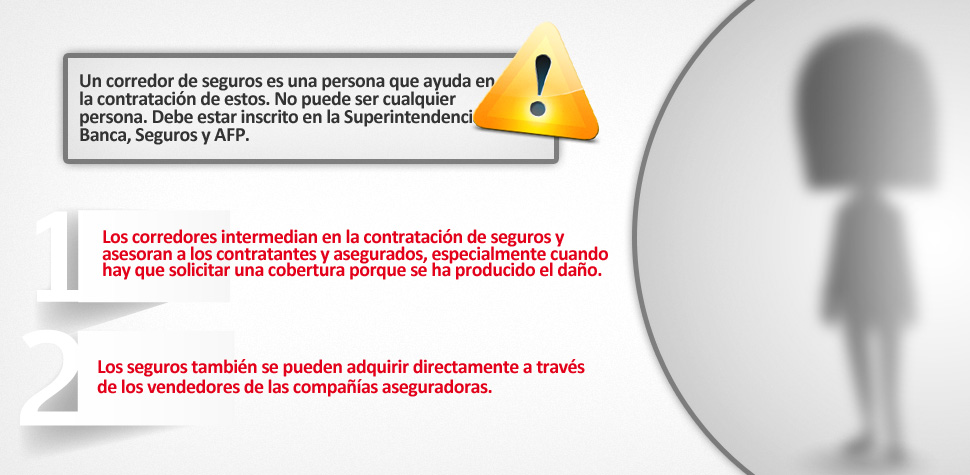 Un corredor de seguros es una persona que ayuda en
la contratación de estos. No puede ser cualquier
persona. Debe estar inscrito en la Superintendenci
Banca, Seguros y AFP.
1
Los corredores intermedian en la contratación de seguros y
asesoran a los contratantes y asegurados, especialmente cuando
hay que solicitar una cobertura porque se ha producido el daño.
2
Los seguros también se pueden adquirir directamente a través
de los vendedores de las compañías aseguradoras.